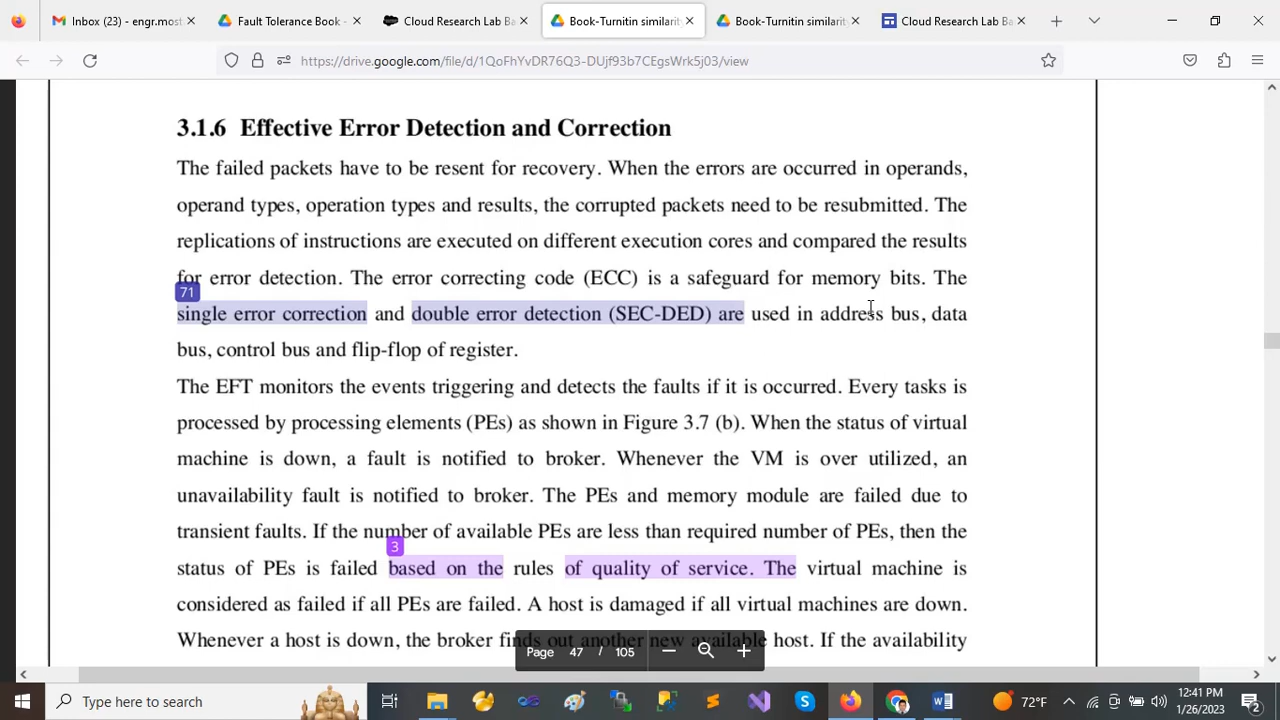 Inbox (23) - engr.most
Fault Tolerance Book -
Cloud Research Lab Ba
Book-Turnitin similarit
Book-Turnitin similarit
Cloud Research Lab Ba
https://drive.google.com/file/d/1QoFhYvDR76Q3-DUjf93b7CEgsWrk5j03/view
3.1.6 Effective Error Detection and Correction
The failed packets have to be resent for recovery. When the errors are occurred in operands,
operand types, operation types and results, the corrupted packets need to be resubmitted. The
replications of instructions are executed on different execution cores and compared the results
for error detection. The error correcting code (ECC) is a safeguard for memory bits. The
71
single error correction and double error detection (SEC-DED) are used in address bus, data
bus, control bus and flip-flop of register.
The EFT monitors the events triggering and detects the faults if it is occurred. Every tasks is
processed by processing elements (PEs) as shown in Figure 3.7 (b). When the status of virtual
machine is down, a fault is notified to broker. Whenever the VM is over utilized, an
unavailability fault is notified to broker. The PEs and memory module are failed due to
transient faults. If the number of available PEs are less than required number of PEs, then the
3
status of PEs is failed based on the rules of quality of service. The virtual machine is
considered as failed if all PEs are failed. A host is damaged if all virtual machines are down.
Whenever a host is down, the broker finds out another new available host. If the availability
Page 47 / 105
Type here to search
72°F
12:41 PM
1/26/2023
2